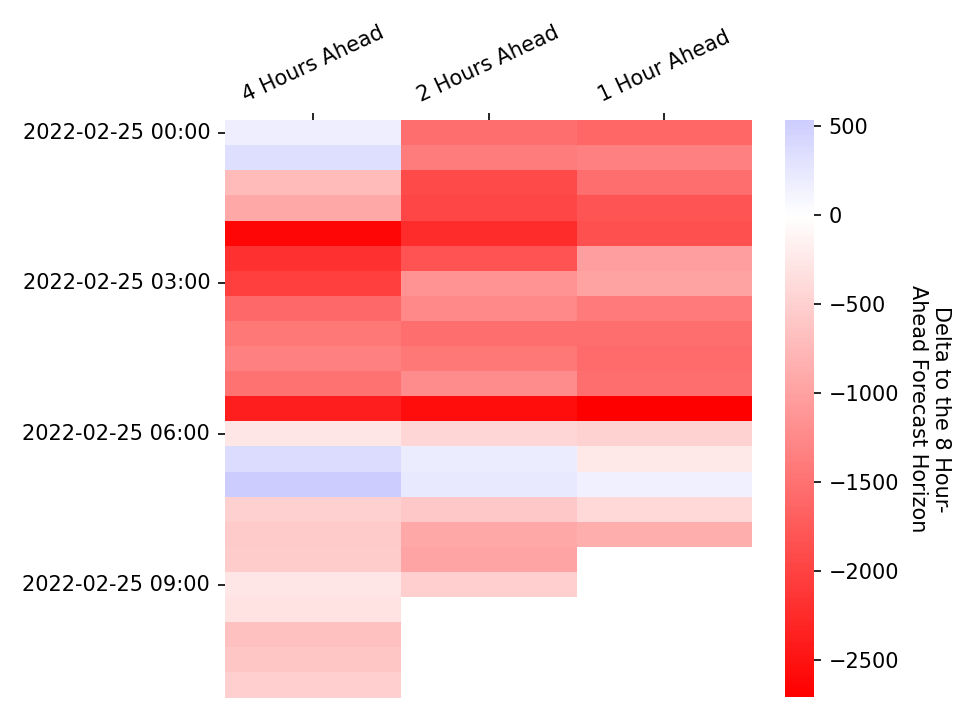 4 Hours Ahead
2 Hours Ahead
1 Hour Ahead
2022-02-25 00:00
2022-02-25 03:00
2022-02-25 06:00
2022-02-25 09:00
500
0
−500
−1000
−1500
−2000
−2500
Delta to the 8 Hour-
Ahead Forecast Horizon